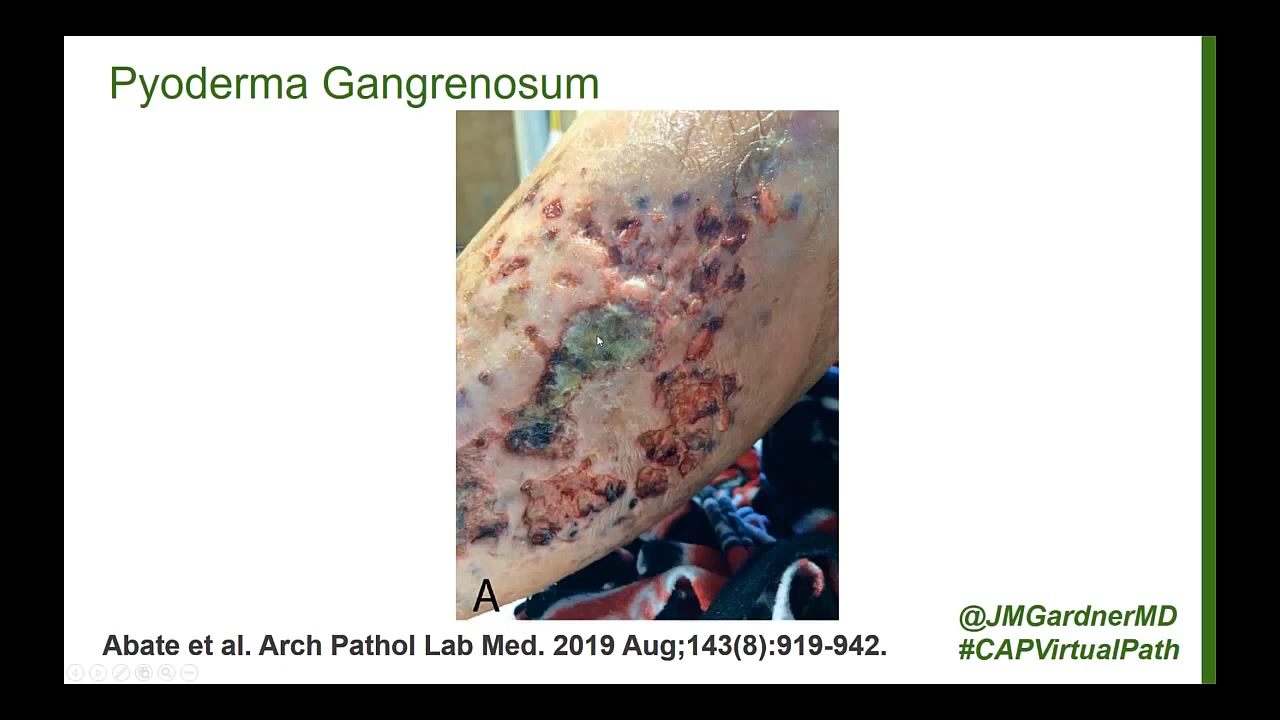 Pyoderma Gangrenosum
A
Abate et al. Arch Pathol Lab Med. 2019 Aug;143(8):919-942.
@JMGardnerMD
#CAPVirtualPath